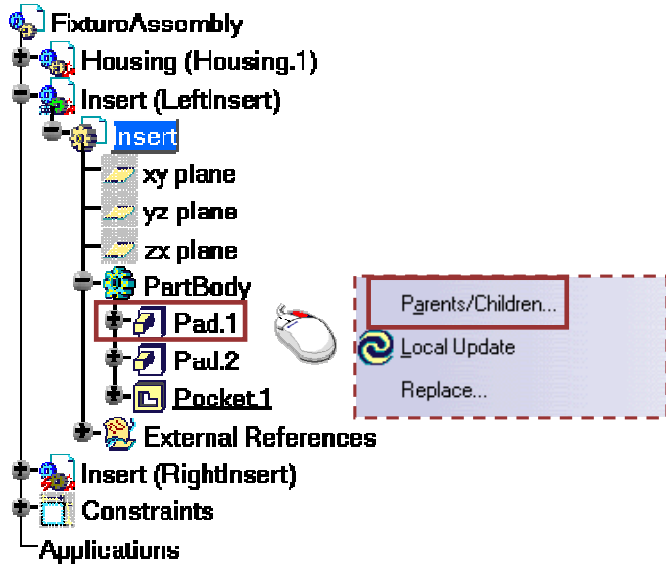 FixtureAssembly
Housing (Housing.1)
Insert (LeftInsert)
Insert
xy plane
yz plane
zx plane
PartBody
Pad.1
Parents/Children...
Local Update
Pad.2
Replace...
Pocket.1
External References
Insert (RightInsert)
Constraints
Applications